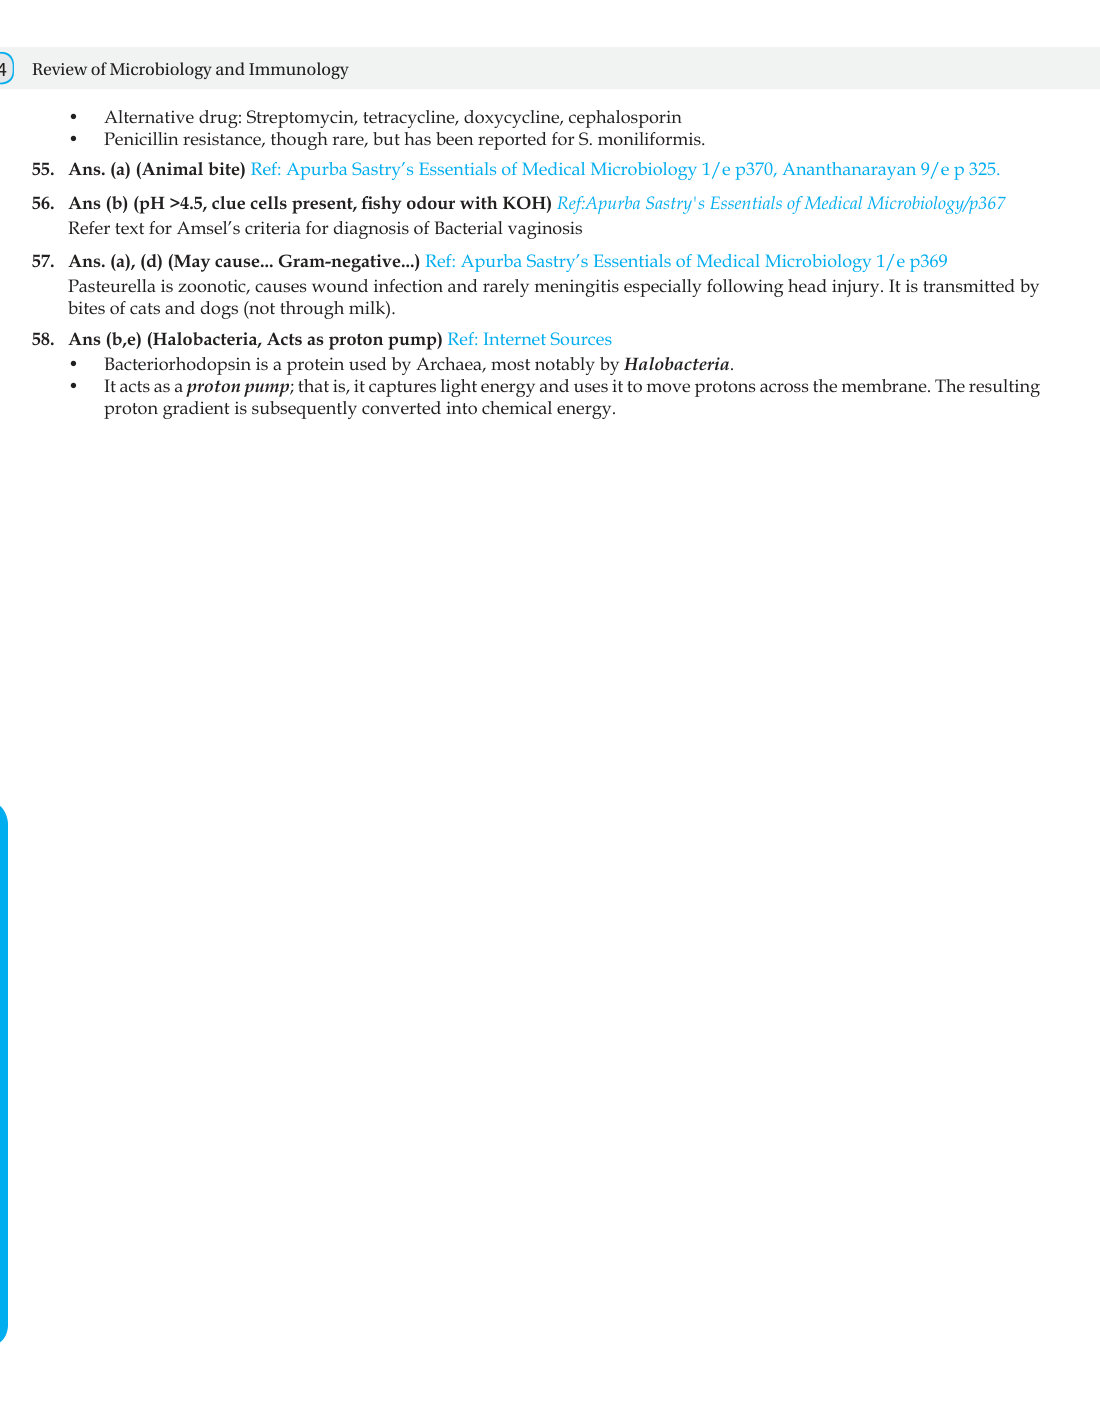 4 Review of Microbiology and Immunology
• Alternative drug: Streptomycin, tetracycline, doxycycline, cephalosporin
• Penicillin resistance, though rare, but has been reported for S. moniliformis.
55. Ans. (a) (Animal bite) Ref: Apurba Sastry’s Essentials of Medical Microbiology 1/e p370, Ananthanarayan 9/e p 325.
56. Ans (b) (pH >4.5, clue cells present, fishy odour with KOH) Ref:Apurba Sastry's Essentials of Medical Microbiology/p367
Refer text for Amsel’s criteria for diagnosis of Bacterial vaginosis
57. Ans. (a), (d) (May cause... Gram-negative...) Ref: Apurba Sastry’s Essentials of Medical Microbiology 1/e p369
Pasteurella is zoonotic, causes wound infection and rarely meningitis especially following head injury. It is transmitted by
bites of cats and dogs (not through milk).
58. Ans (b,e) (Halobacteria, Acts as proton pump) Ref: Internet Sources
• Bacteriorhodopsin is a protein used by Archaea, most notably by Halobacteria.
• It acts as a proton pump; that is, it captures light energy and uses it to move protons across the membrane. The resulting
proton gradient is subsequently converted into chemical energy.